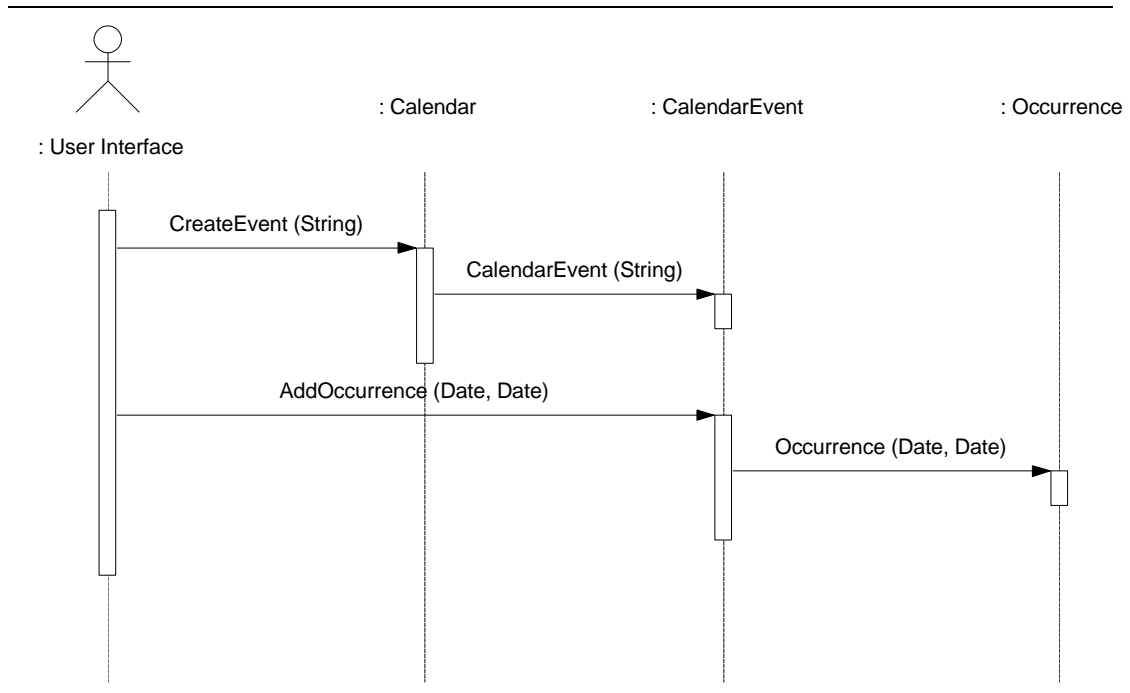 : Calendar
: CalendarEvent
: Occurrence
: User Interface
CreateEvent (String)
CalendarEvent (String)
AddOccurrence (Date, Date)
Occurrence (Date, Date)